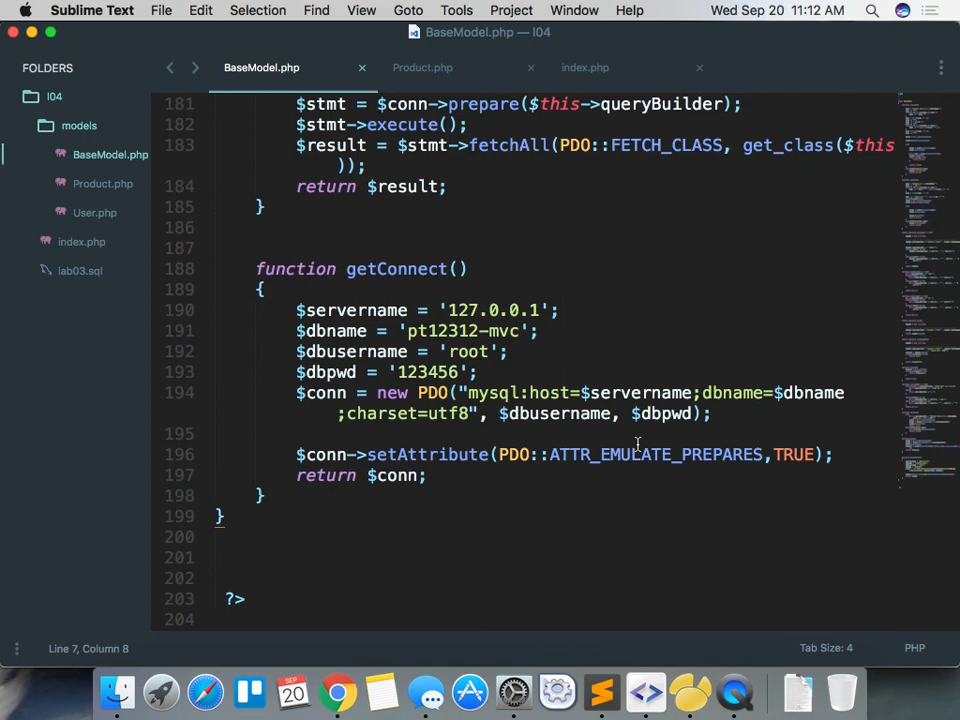 Sublime Text File Edit Selection Find View Goto Tools Project Window Help Wed Sep 20 11:12 AM
BaseModel.php — l04
FOLDERS
l04
models
BaseModel.php
Product.php
User.php
index.php
lab03.sql
BaseModel.php × Product.php × index.php ×
181 $stmt = $conn->prepare($this->queryBuilder);
182 $stmt->execute();
183 $result = $stmt->fetchAll(PDO::FETCH_CLASS, get_class($this
));
184 return $result;
185 }
186
187
188 function getConnect()
189 {
190 $servername = '127.0.0.1';
191 $dbname = 'pt12312-mvc';
192 $dbusername = 'root';
193 $dbpwd = '123456';
194 $conn = new PDO("mysql:host=$servername;dbname=$dbname
;charset=utf8", $dbusername, $dbpwd);
195
196 $conn->setAttribute(PDO::ATTR_EMULATE_PREPARES,TRUE);
197 return $conn;
198 }
199 }
200
201
202
203 ?>
204
Line 7, Column 8 Tab Size: 4 PHP
SEP
20